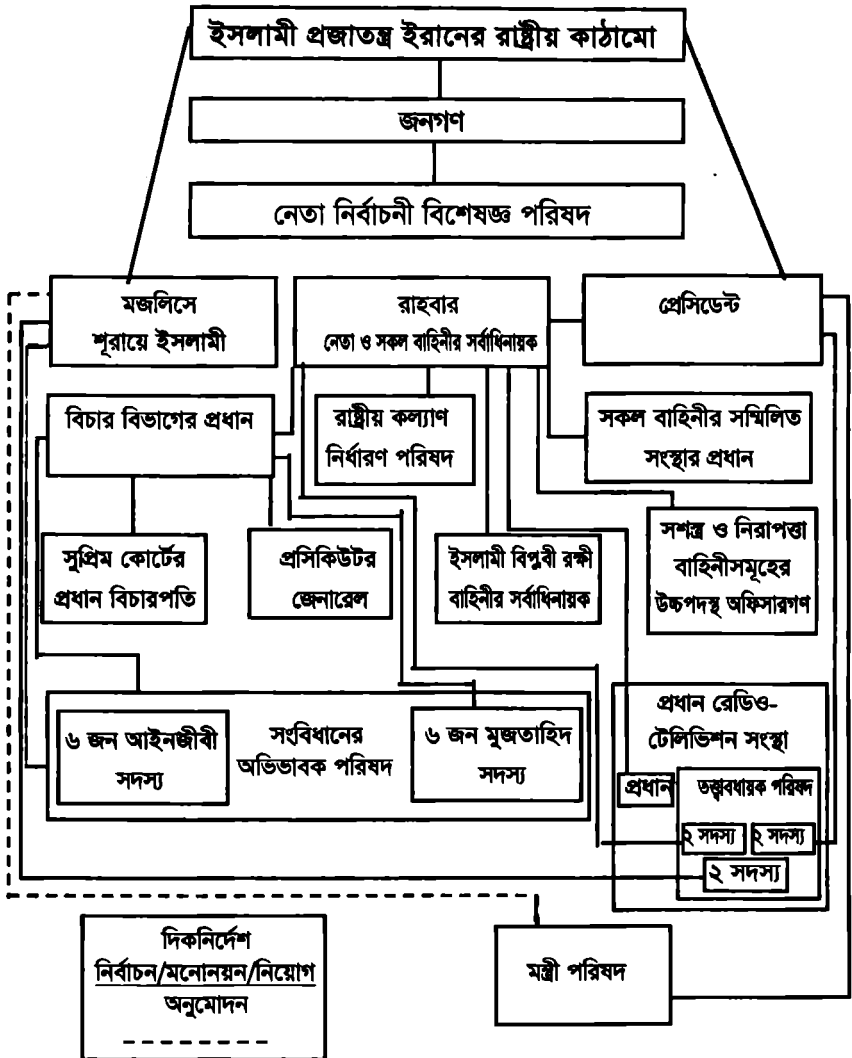 ইসলামী প্রজাতন্ত্র ইরানের রাষ্ট্রীয় কাঠামো
জনগণ
নেতা নির্বাচনী বিশেষজ্ঞ পরিষদ
মজলিসে
শূরায়ে ইসলামী
রাহবার
নেতা ও সকল বাহিনীর সর্বাধিনায়ক
প্রেসিডেন্ট
বিচার বিভাগের প্রধান
রাষ্ট্রীয় কল্যাণ
নির্ধারণ পরিষদ
সকল বাহিনীর সম্মিলিত
সংস্থার প্রধান
সুপ্রিম কোর্টের
প্রধান বিচারপতি
প্রসিকিউটর
জেনারেল
ইসলামী বিপ্লবী রক্ষী
বাহিনীর সর্বাধিনায়ক
সশস্ত্র ও নিরাপত্তা
বাহিনীসমূহের
উচ্চপদস্থ অফিসারগণ
৬ জন আইনজীবী
সদস্য
সংবিধানের
অভিভাবক পরিষদ
৬ জন মুজতাহিদ
সদস্য
প্রধান রেডিও-
টেলিভিশন সংস্থা
প্রধান
তত্ত্বাবধায়ক পরিষদ
২ সদস্য
২ সদস্য
২ সদস্য
দিকনির্দেশ
নির্বাচন/মনোনয়ন/নিয়োগ
অনুমোদন
মন্ত্রী পরিষদ